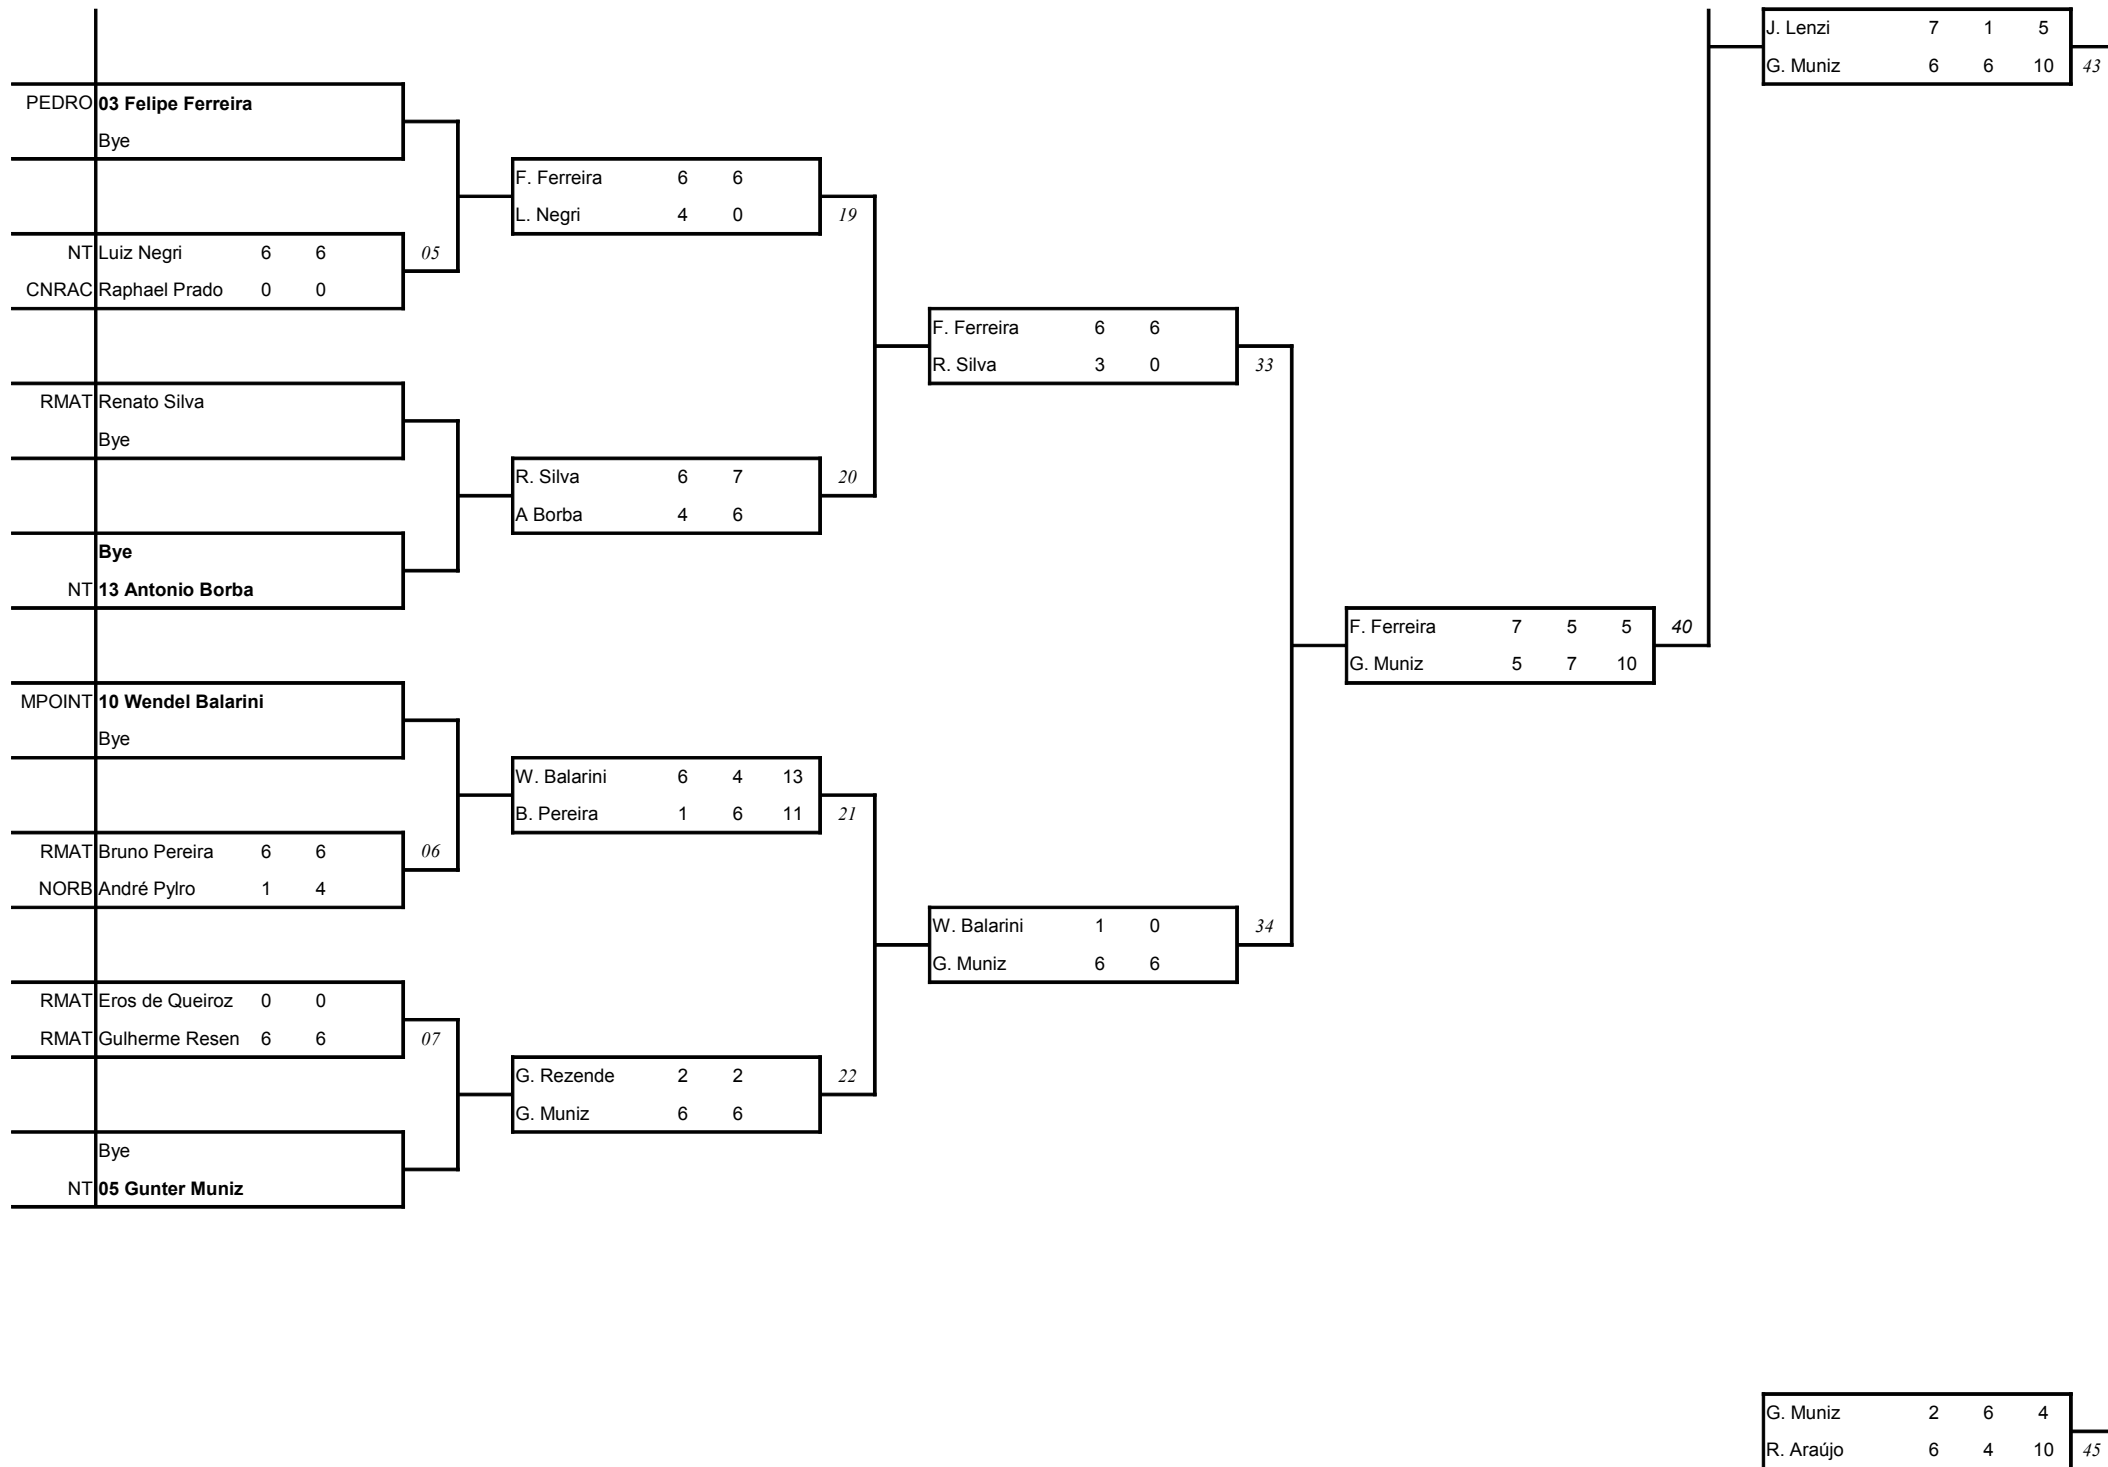 J. Lenzi 7 1 5
G. Muniz 6 6 10 43
PEDRO 03 Felipe Ferreira
Bye
F. Ferreira 6 6
L. Negri 4 0 19
NT Luiz Negri 6 6 05
CNRAC Raphael Prado 0 0
F. Ferreira 6 6
R. Silva 3 0 33
RMAT Renato Silva
Bye
R. Silva 6 7 20
A Borba 4 6
Bye
NT 13 Antonio Borba
F. Ferreira 7 5 5 40
G. Muniz 5 7 10
MPOINT 10 Wendel Balarini
Bye
W. Balarini 6 4 13
B. Pereira 1 6 11 21
RMAT Bruno Pereira 6 6 06
NORB André Pylro 1 4
W. Balarini 1 0 34
G. Muniz 6 6
RMAT Eros de Queiroz 0 0
RMAT Gulherme Resen 6 6 07
G. Rezende 2 2 22
G. Muniz 6 6
Bye
NT 05 Gunter Muniz
G. Muniz 2 6 4
R. Araújo 6 4 10 45